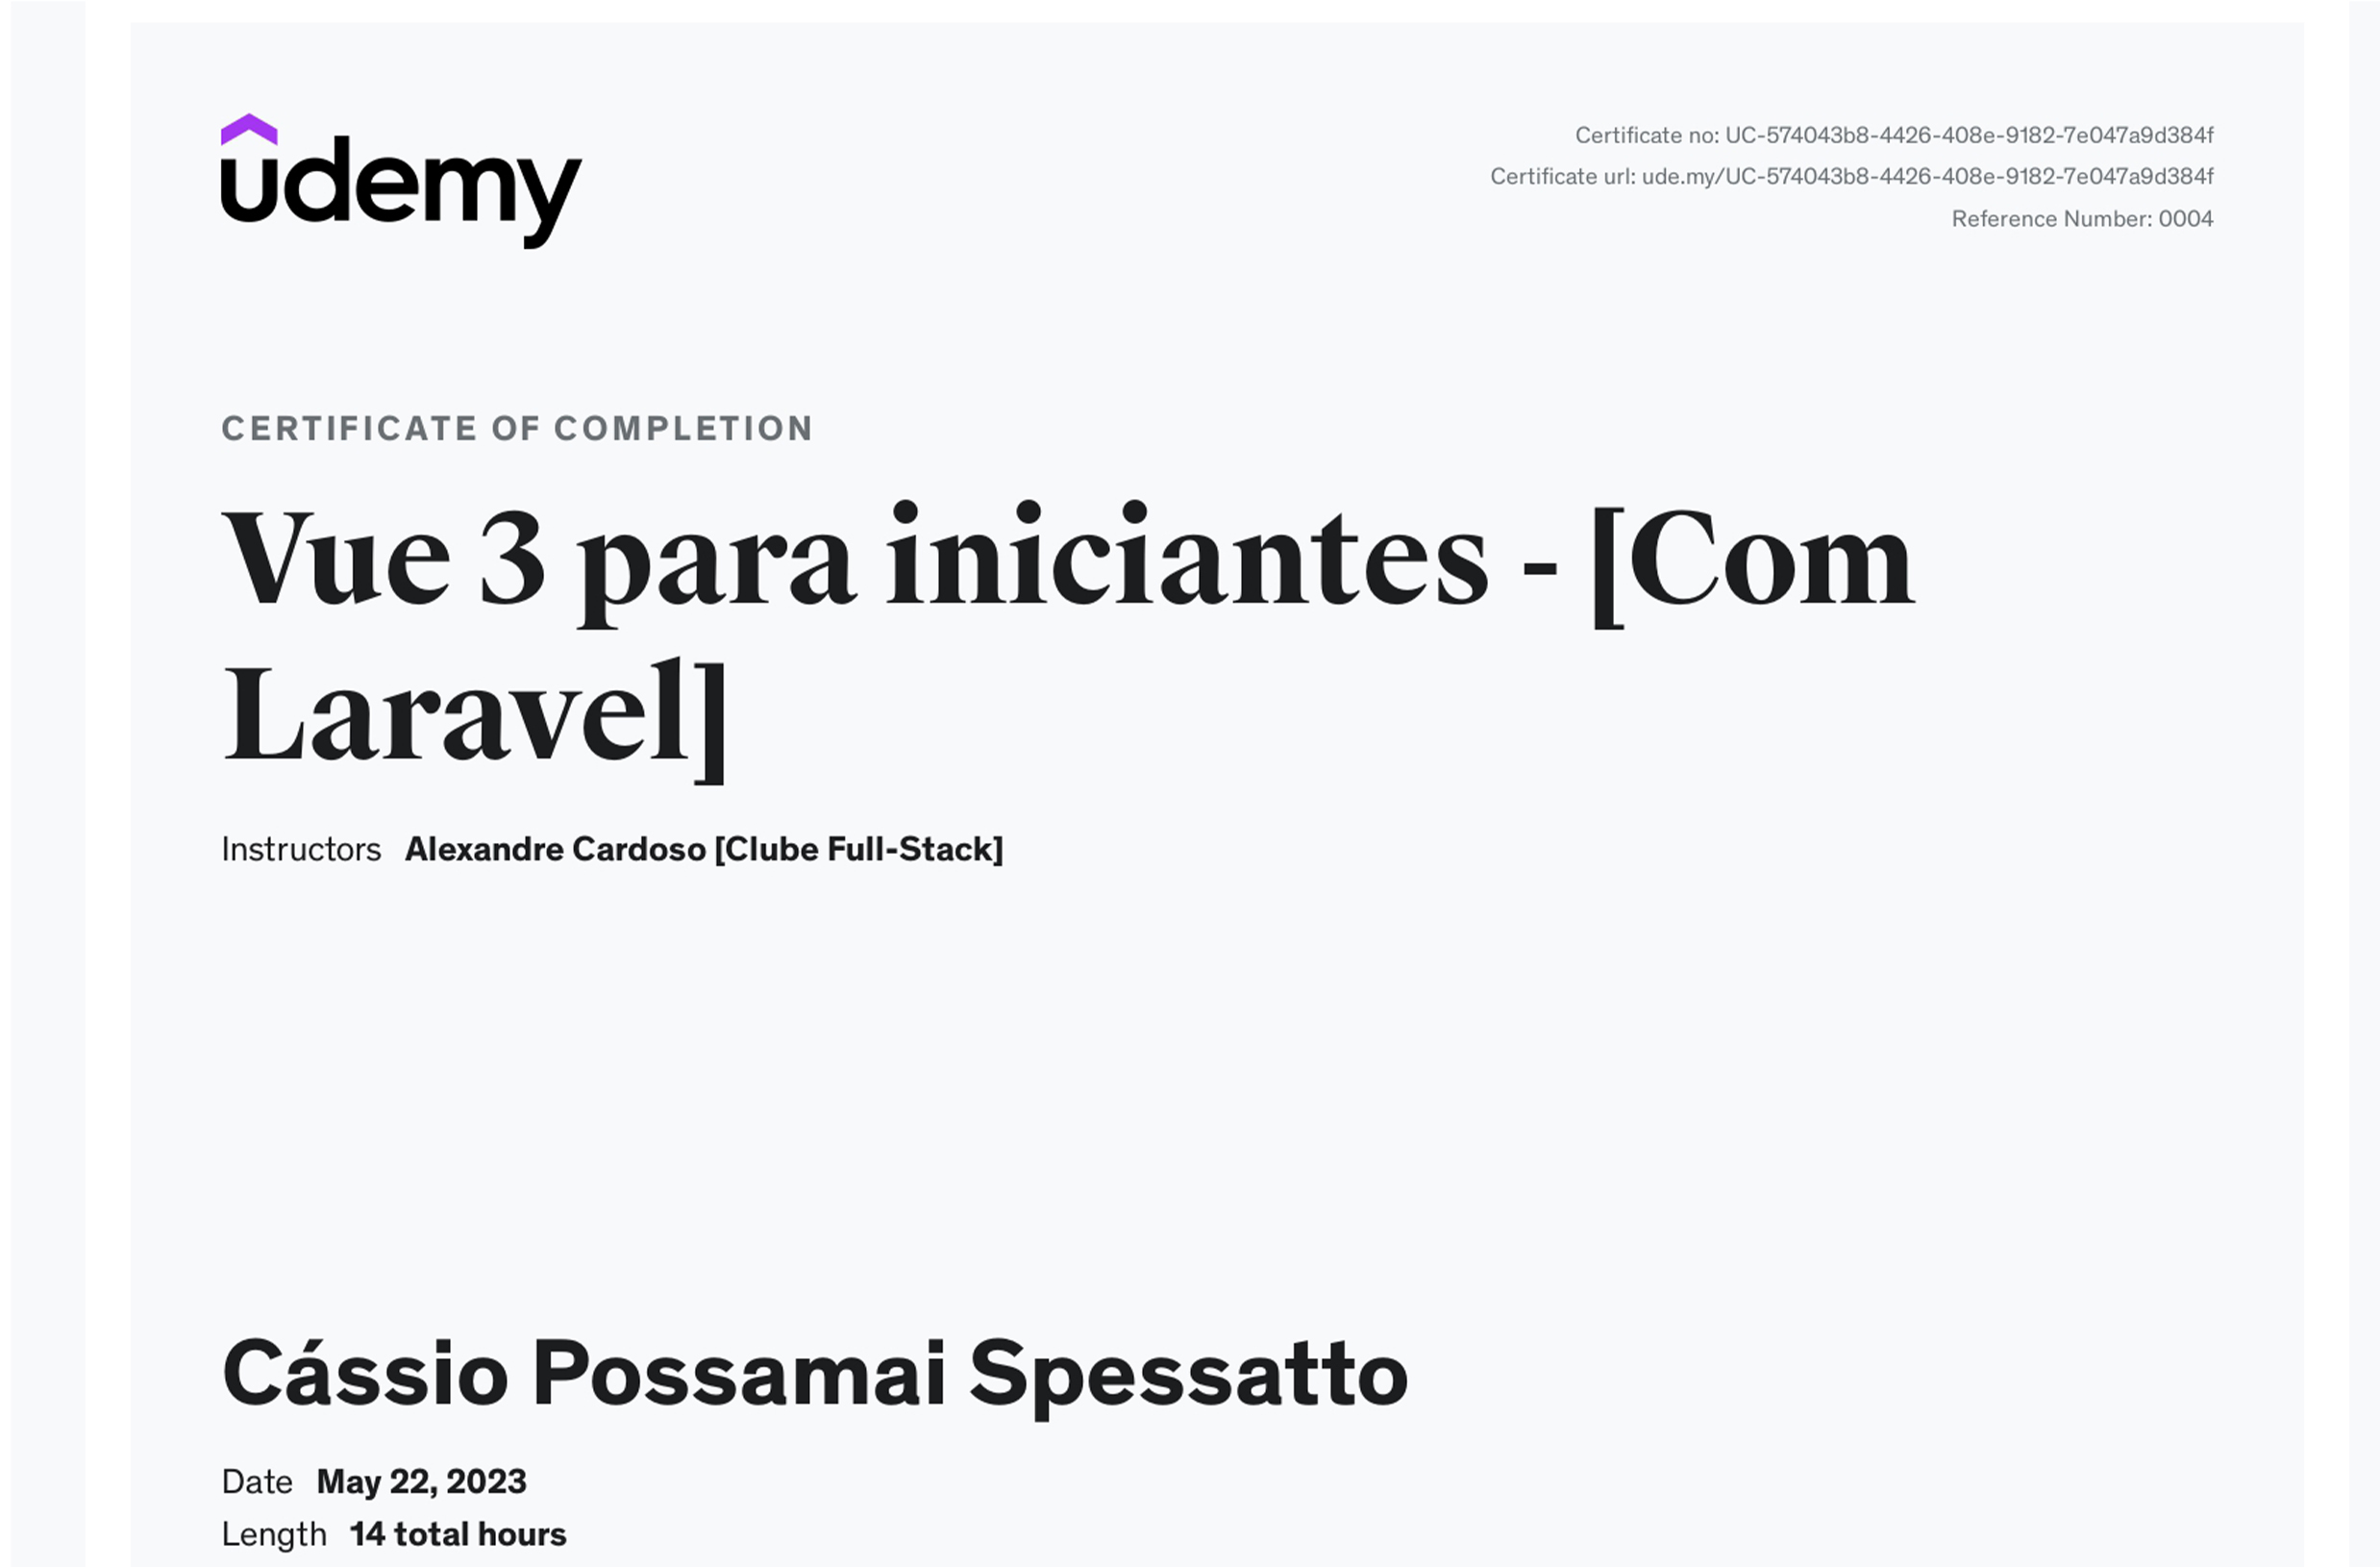 udemy
Certificate no: UC-574043b8-4426-408e-9182-7e047a9d384f
Certificate url: ude.my/UC-574043b8-4426-408e-9182-7e047a9d384f
Reference Number: 0004
CERTIFICATE OF COMPLETION
Vue 3 para iniciantes - [Com
Laravel]
Instructors Alexandre Cardoso [Clube Full-Stack]
Cássio Possamai Spessatto
Date May 22, 2023
Length 14 total hours